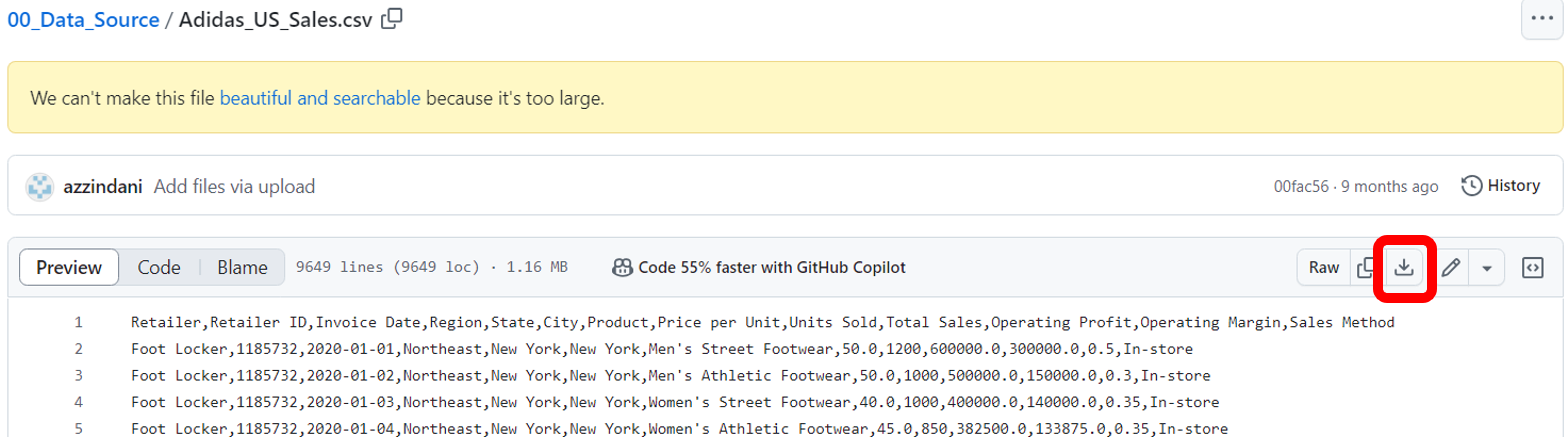 00_Data_Source / Adidas_US_Sales.csv
We can't make this file beautiful and searchable because it's too large.
azzindani Add files via upload 00fac56 · 9 months ago History
Preview Code Blame 9649 lines (9649 loc) · 1.16 MB Code 55% faster with GitHub Copilot Raw
1 Retailer,Retailer ID,Invoice Date,Region,State,City,Product,Price per Unit,Units Sold,Total Sales,Operating Profit,Operating Margin,Sales Method
2 Foot Locker,1185732,2020-01-01,Northeast,New York,New York,Men's Street Footwear,50.0,1200,600000.0,300000.0,0.5,In-store
3 Foot Locker,1185732,2020-01-02,Northeast,New York,New York,Men's Athletic Footwear,50.0,1000,500000.0,150000.0,0.3,In-store
4 Foot Locker,1185732,2020-01-03,Northeast,New York,New York,Women's Street Footwear,40.0,1000,400000.0,140000.0,0.35,In-store
5 Foot Locker,1185732,2020-01-04,Northeast,New York,New York,Women's Athletic Footwear,45.0,850,382500.0,133875.0,0.35,In-store